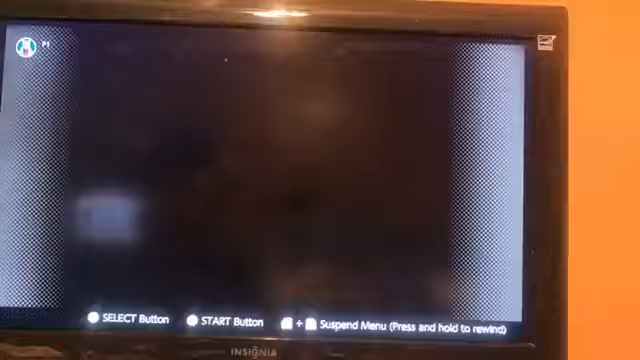 P1
SELECT Button START Button + Suspend Menu (Press and hold to rewind)
INSIGNIA